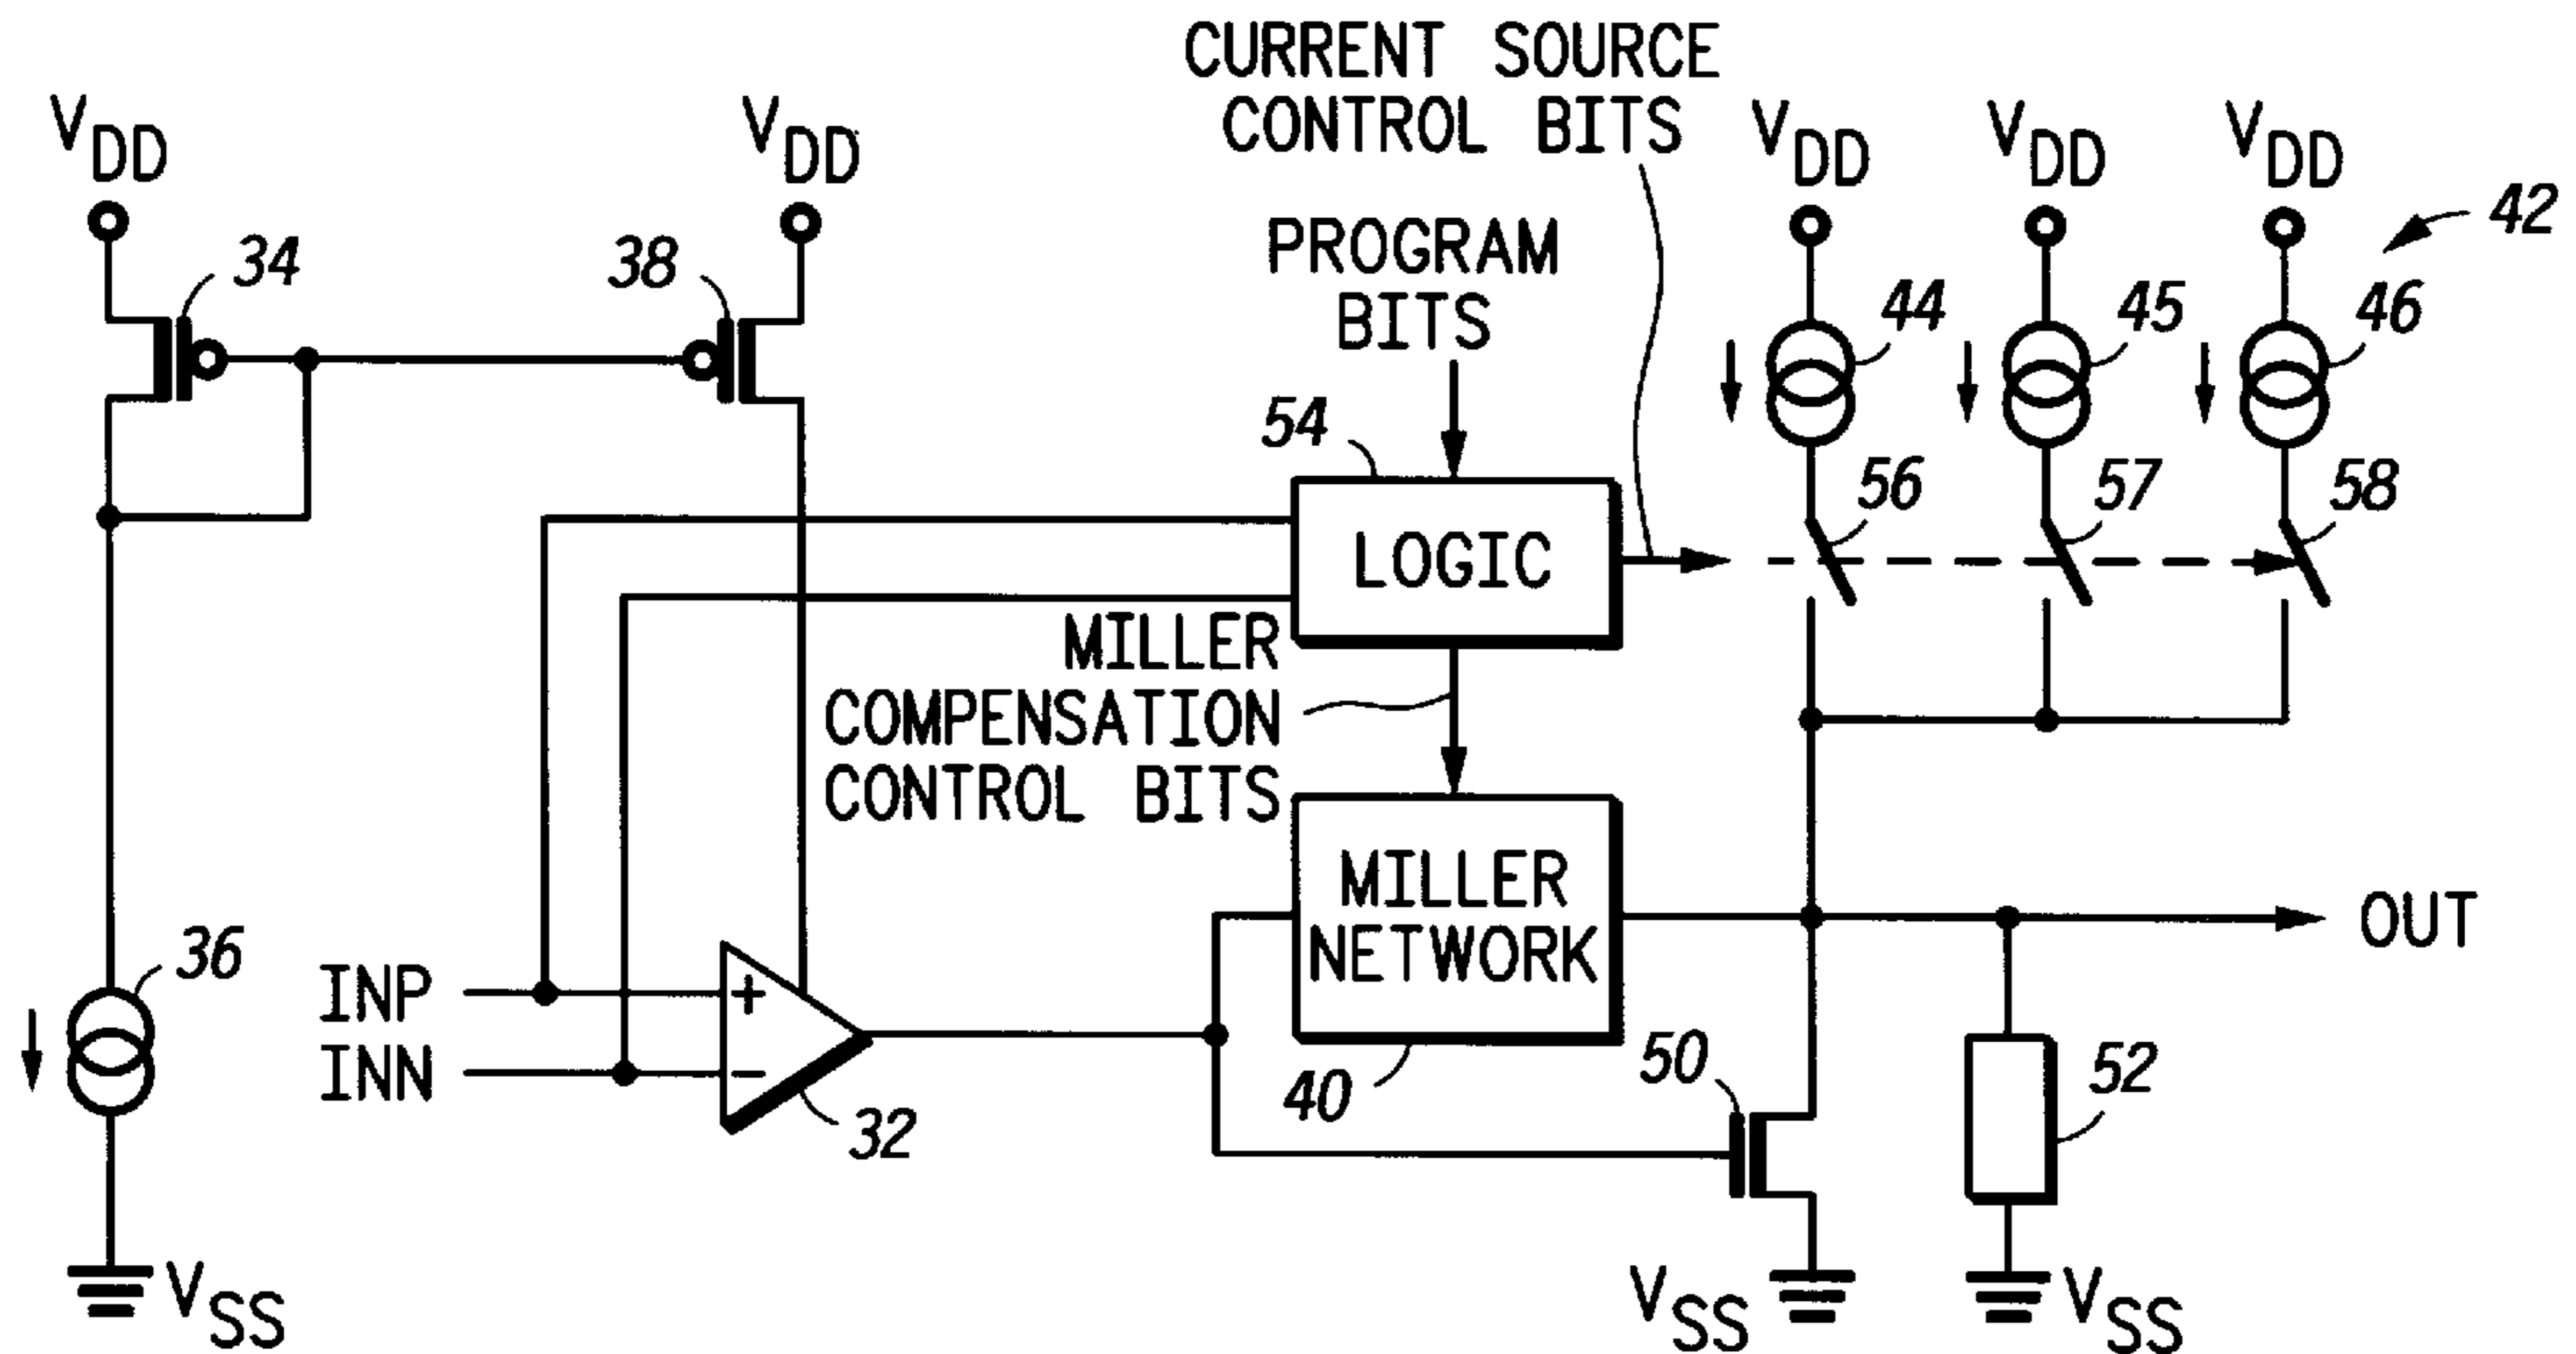 CURRENT SOURCE
CONTROL BITS
VDD
VDD
VDD
VDD
VDD
42
PROGRAM
BITS
34
38
44
45
46
54
56
57
58
LOGIC
MILLER
COMPENSATION
CONTROL BITS
MILLER
NETWORK
OUT
36
INP
INN
+
−
32
40
50
52
VSS
VSS
VSS